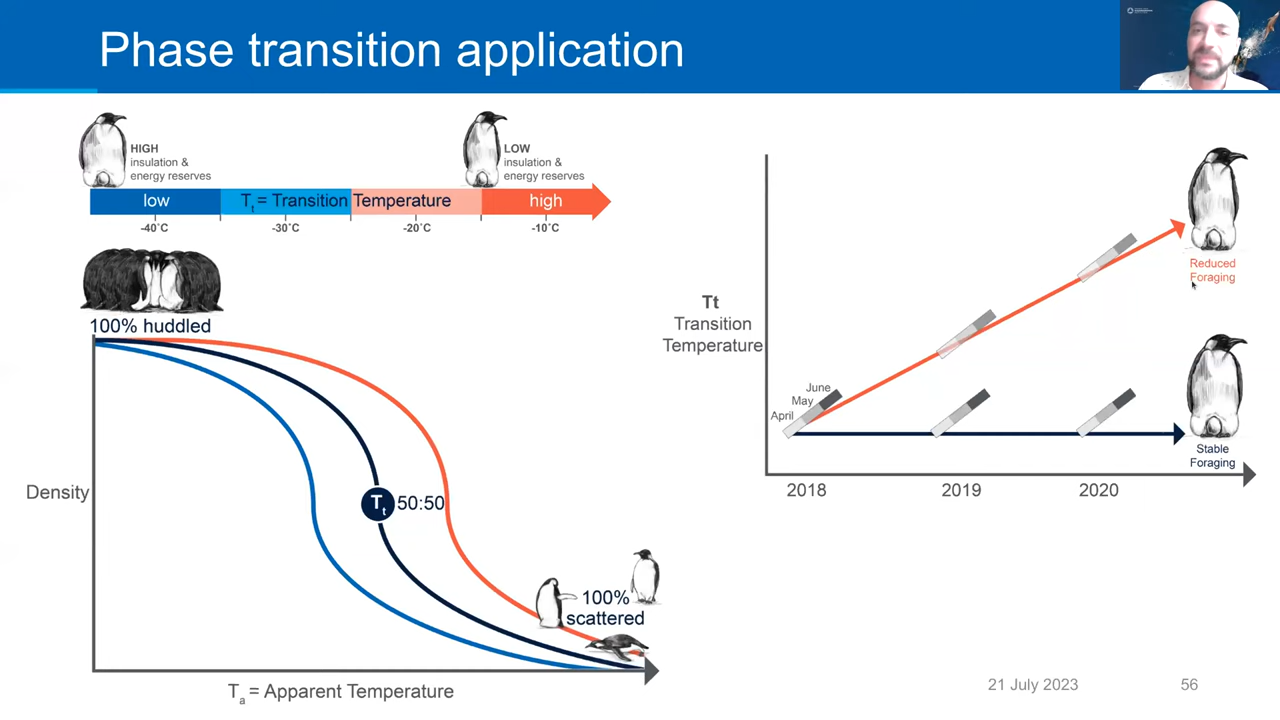 Phase transition application
HIGH
insulation &
energy reserves
LOW
insulation &
energy reserves
low
Tt = Transition Temperature
high
-40°C
-30°C
-20°C
-10°C
100% huddled
Density
Tt
50:50
100%
scattered
Ta = Apparent Temperature
Tt
Transition
Temperature
June
May
April
2018
2019
2020
Reduced
Foraging
Stable
Foraging
21 July 2023
56